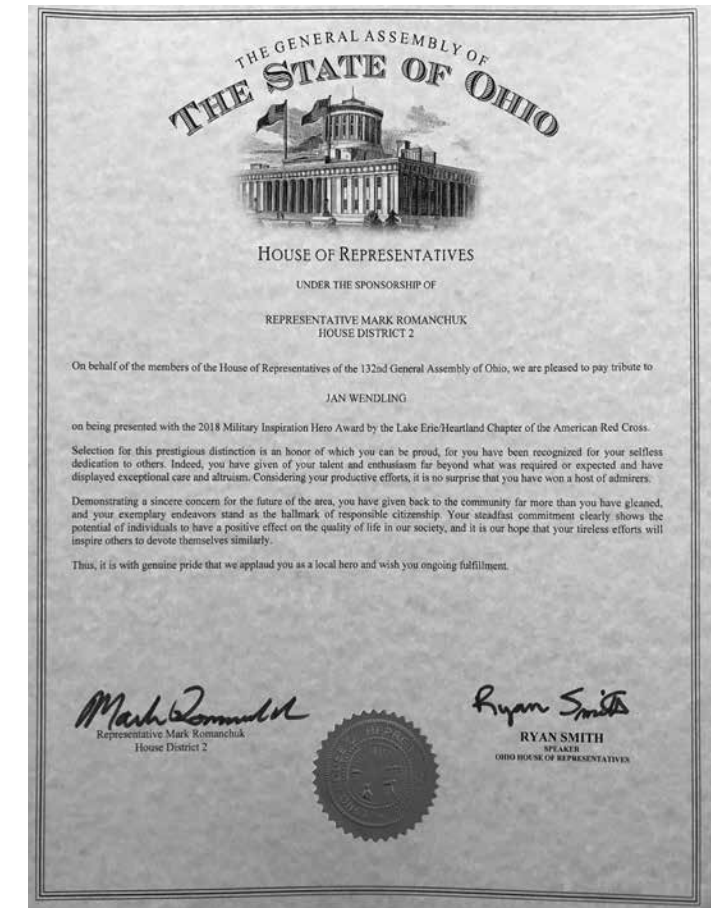 THE GENERAL ASSEMBLY OF
THE STATE OF OHIO
HOUSE OF REPRESENTATIVES
UNDER THE SPONSORSHIP OF
REPRESENTATIVE MARK ROMANCHUK
HOUSE DISTRICT 2
On behalf of the members of the House of Representatives of the 132nd General Assembly of Ohio, we are pleased to pay tribute to
JAN WENDLING
on being presented with the 2018 Military Inspiration Hero Award by the Lake Erie/Heartland Chapter of the American Red Cross.
Selection for this prestigious distinction is an honor of which you can be proud, for you have been recognized for your selfless
dedication to others. Indeed, you have given of your talent and enthusiasm far beyond what was required or expected and have
displayed exceptional care and altruism. Considering your productive efforts, it is no surprise that you have won a host of admirers.
Demonstrating a sincere concern for the future of the area, you have given back to the community far more than you have gleaned,
and your exemplary endeavors stand as the hallmark of responsible citizenship. Your steadfast commitment clearly shows the
potential of individuals to have a positive effect on the quality of life in our society, and it is our hope that your tireless efforts will
inspire others to devote themselves similarly.
Thus, it is with genuine pride that we applaud you as a local hero and wish you ongoing fulfillment.
Mark Romanchuk
Representative Mark Romanchuk
House District 2
Ryan Smith
RYAN SMITH
SPEAKER
OHIO HOUSE OF REPRESENTATIVES